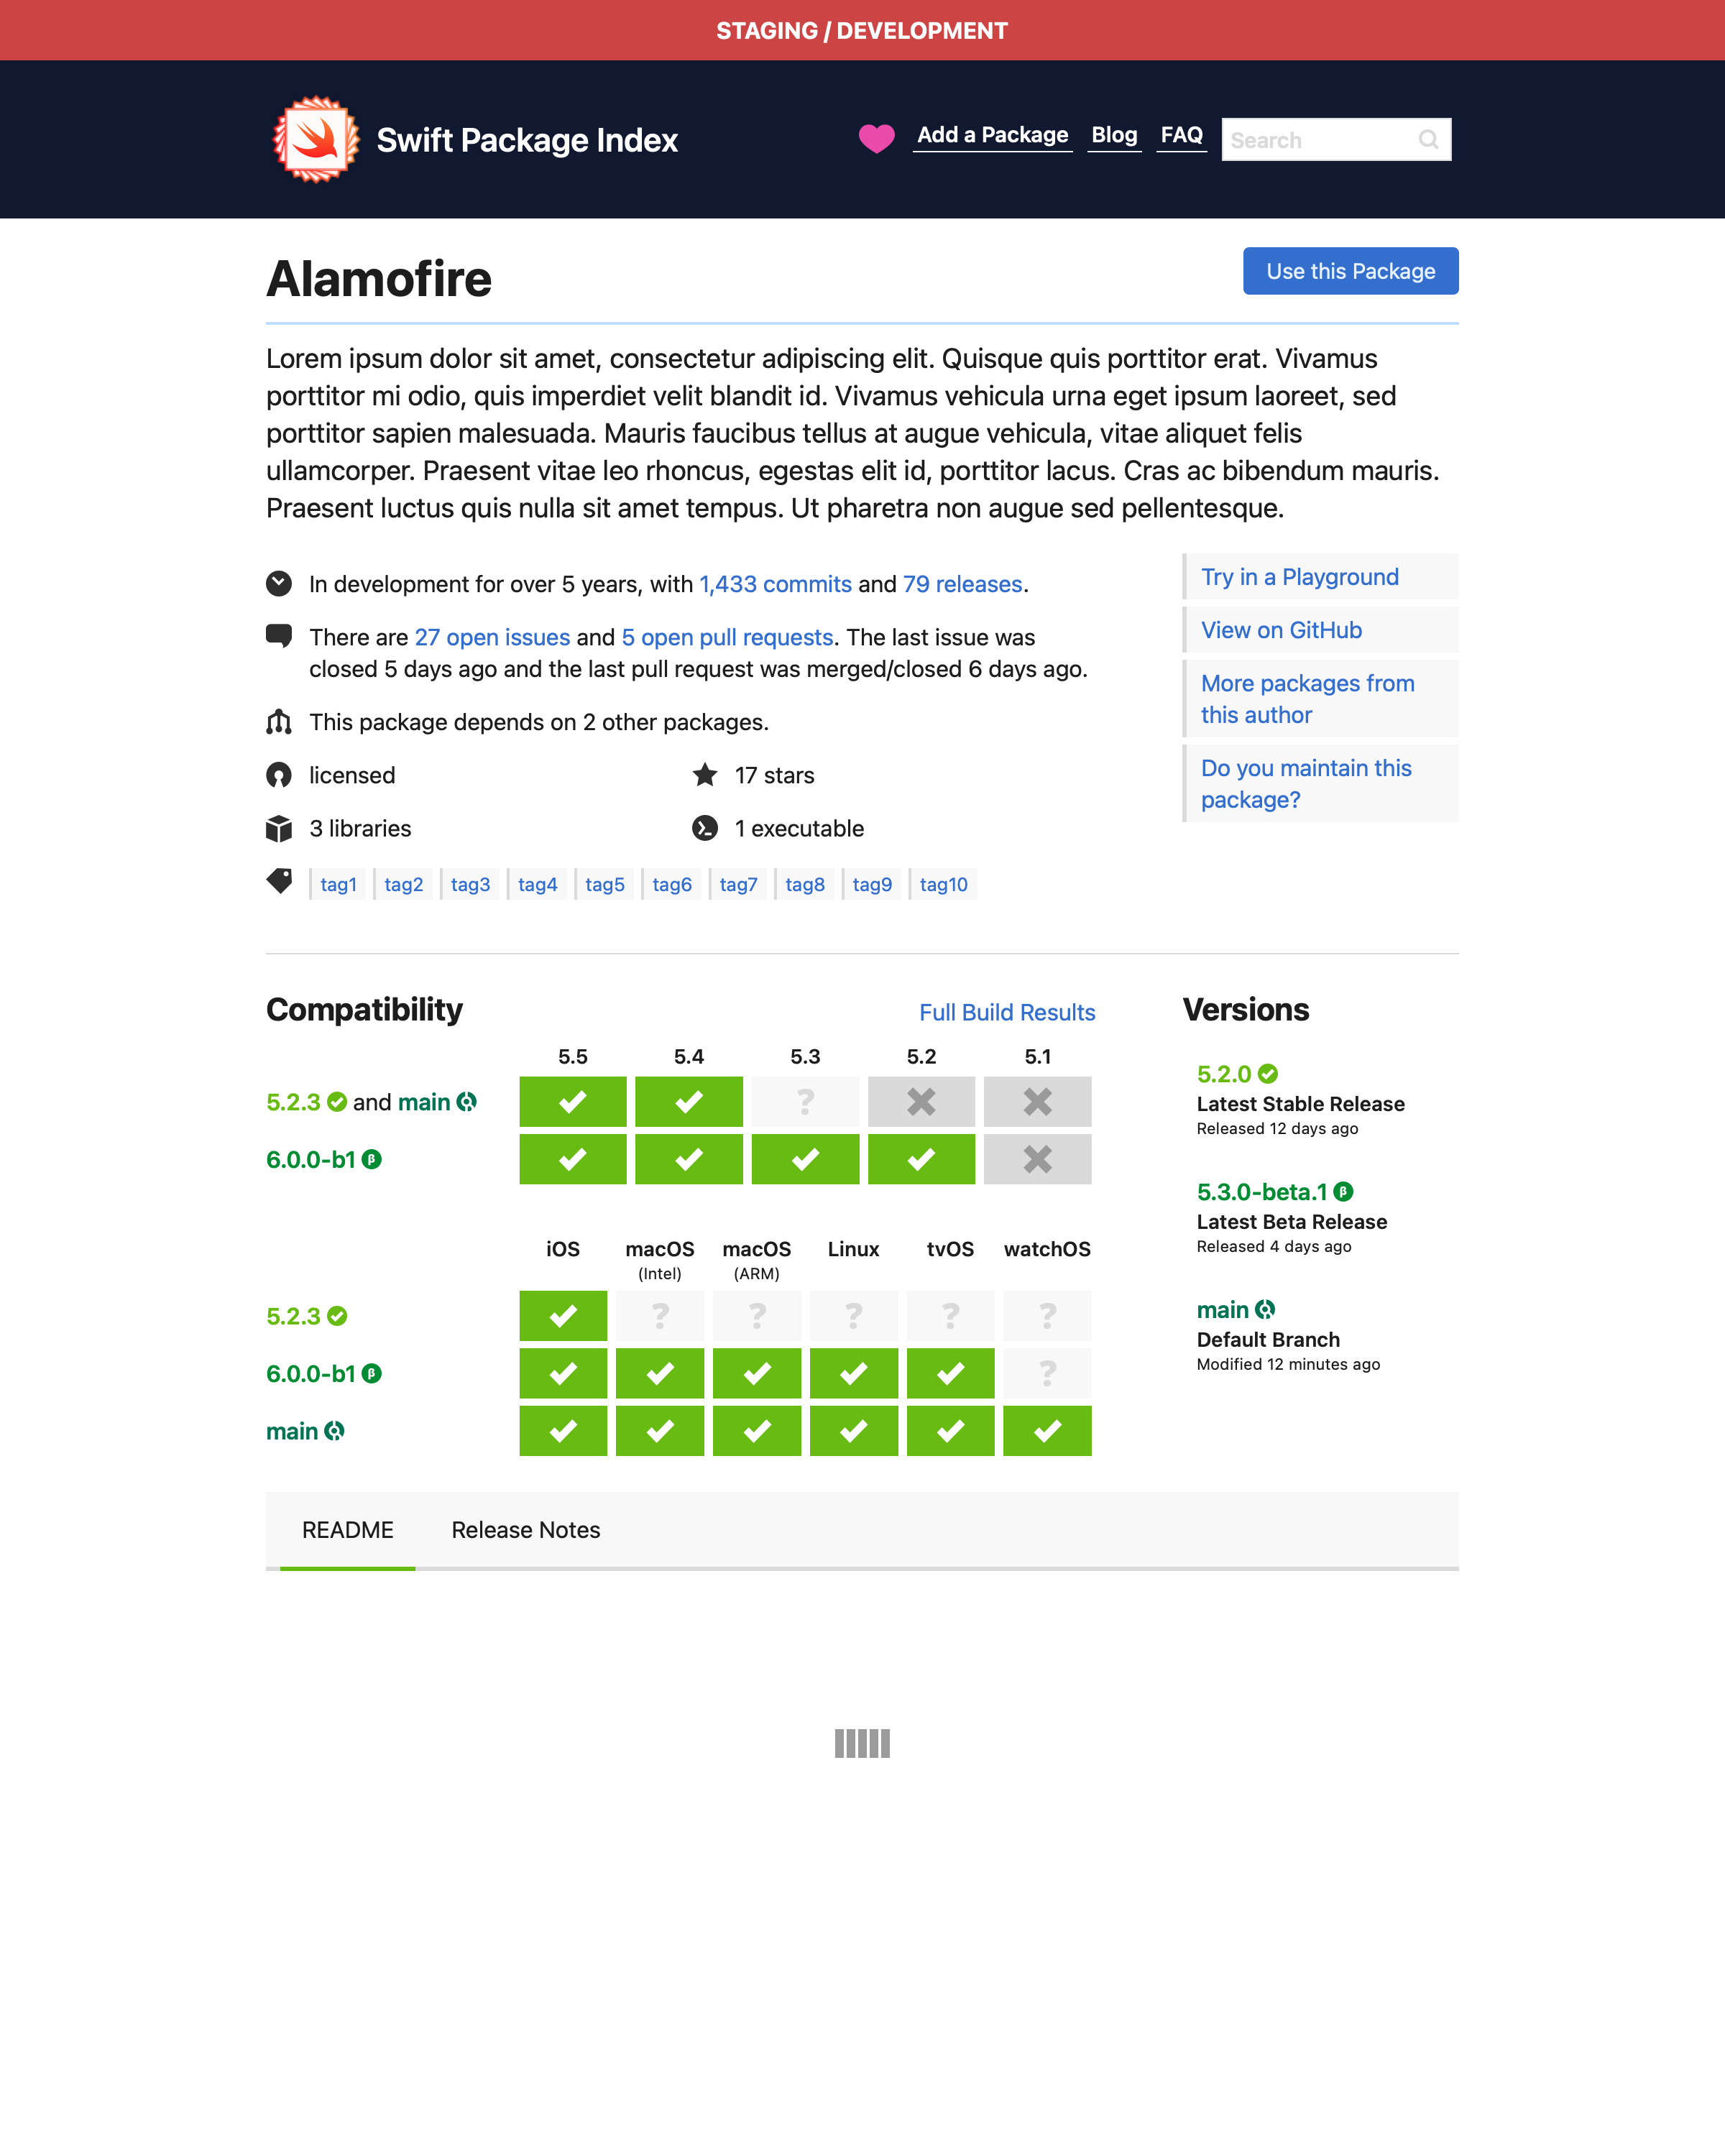 STAGING / DEVELOPMENT
Swift Package Index
Add a Package
Blog
FAQ
Search
Alamofire
Use this Package
Lorem ipsum dolor sit amet, consectetur adipiscing elit. Quisque quis porttitor erat. Vivamus
porttitor mi odio, quis imperdiet velit blandit id. Vivamus vehicula urna eget ipsum laoreet, sed
porttitor sapien malesuada. Mauris faucibus tellus at augue vehicula, vitae aliquet felis
ullamcorper. Praesent vitae leo rhoncus, egestas elit id, porttitor lacus. Cras ac bibendum mauris.
Praesent luctus quis nulla sit amet tempus. Ut pharetra non augue sed pellentesque.
In development for over 5 years, with 1,433 commits and 79 releases.
There are 27 open issues and 5 open pull requests. The last issue was
closed 5 days ago and the last pull request was merged/closed 6 days ago.
This package depends on 2 other packages.
licensed
17 stars
3 libraries
1 executable
tag1 tag2 tag3 tag4 tag5 tag6 tag7 tag8 tag9 tag10
Try in a Playground
View on GitHub
More packages from
this author
Do you maintain this
package?
Compatibility
Full Build Results
5.5 5.4 5.3 5.2 5.1
5.2.3 and main ?
6.0.0-b1 β
iOS macOS macOS Linux tvOS watchOS
(Intel) (ARM)
5.2.3 ? ? ? ? ?
6.0.0-b1 β ?
main
Versions
5.2.0
Latest Stable Release
Released 12 days ago
5.3.0-beta.1 β
Latest Beta Release
Released 4 days ago
main
Default Branch
Modified 12 minutes ago
README
Release Notes